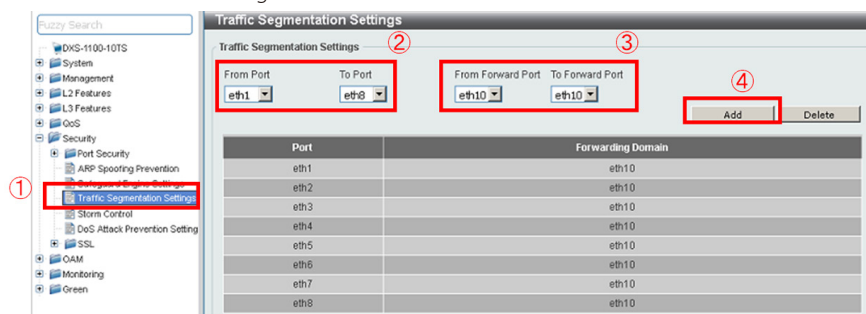 Traffic Segmentation Settings
Fuzzy Search
Traffic Segmentation Settings
②
③
From Port
To Port
From Forward Port
To Forward Port
eth1
eth8
eth10
eth10
④
Add
Delete
DXS-1100-10TS
System
Management
L2 Features
L3 Features
QoS
Security
Port Security
ARP Spoofing Prevention
Safeguard Engine Settings
①
Traffic Segmentation Settings
Storm Control
DoS Attack Prevention Setting
SSL
OAM
Monitoring
Green
Port Forwarding Domain
eth1 eth10
eth2 eth10
eth3 eth10
eth4 eth10
eth5 eth10
eth6 eth10
eth7 eth10
eth8 eth10